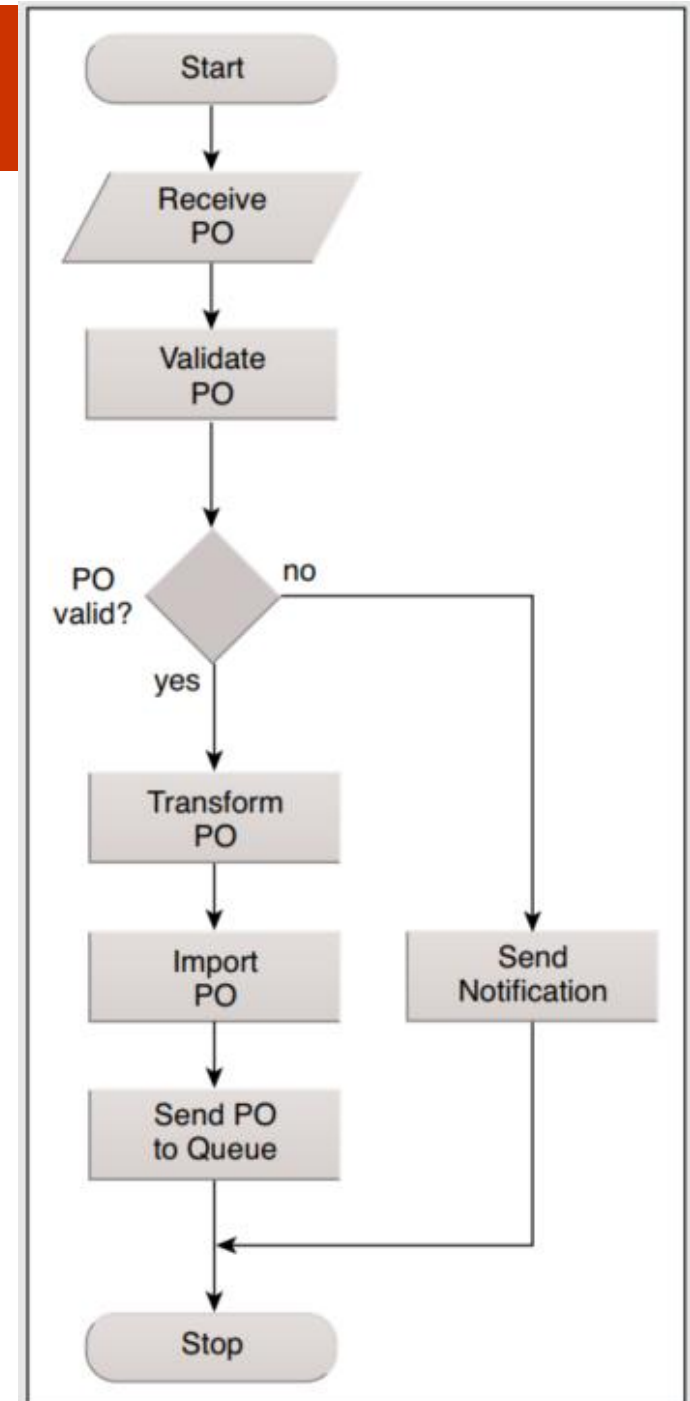 Start
Receive
PO
Validate
PO
PO
valid?
no
yes
Transform
PO
Import
PO
Send
Notification
Send PO
to Queue
Stop